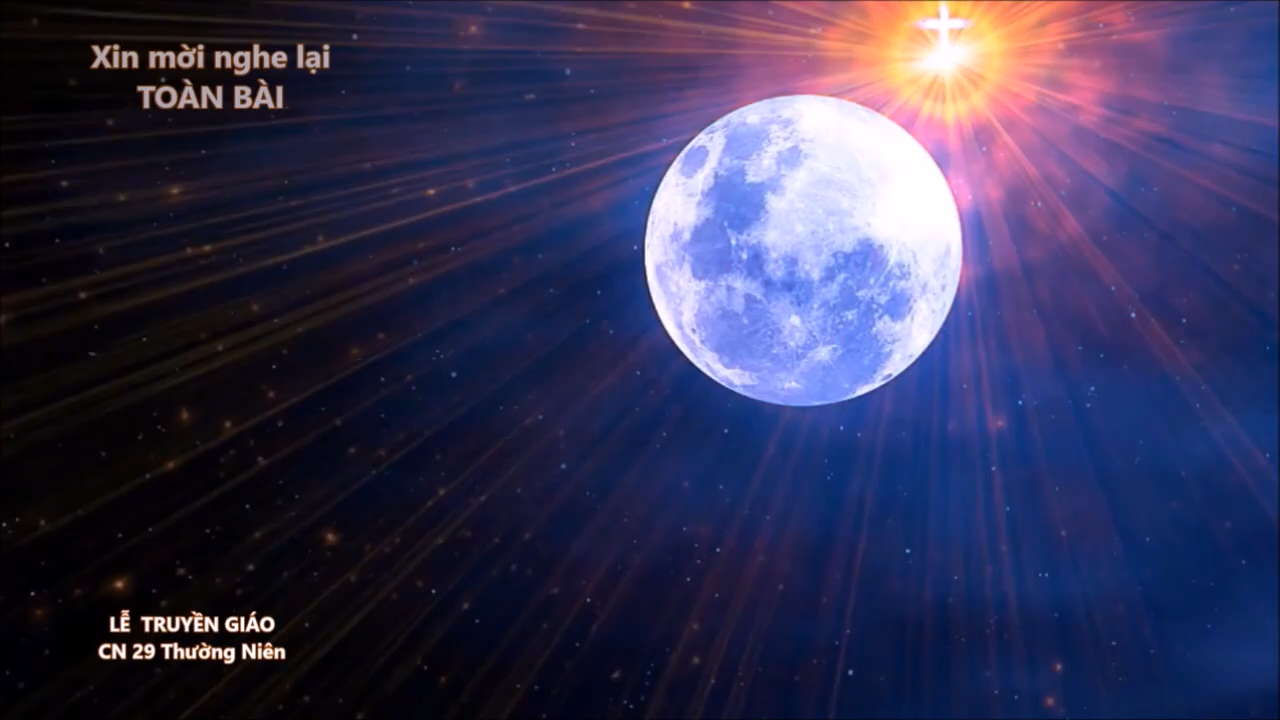 Xin mời nghe lại
TOÀN BÀI
LỄ TRUYỀN GIÁO
CN 29 Thường Niên